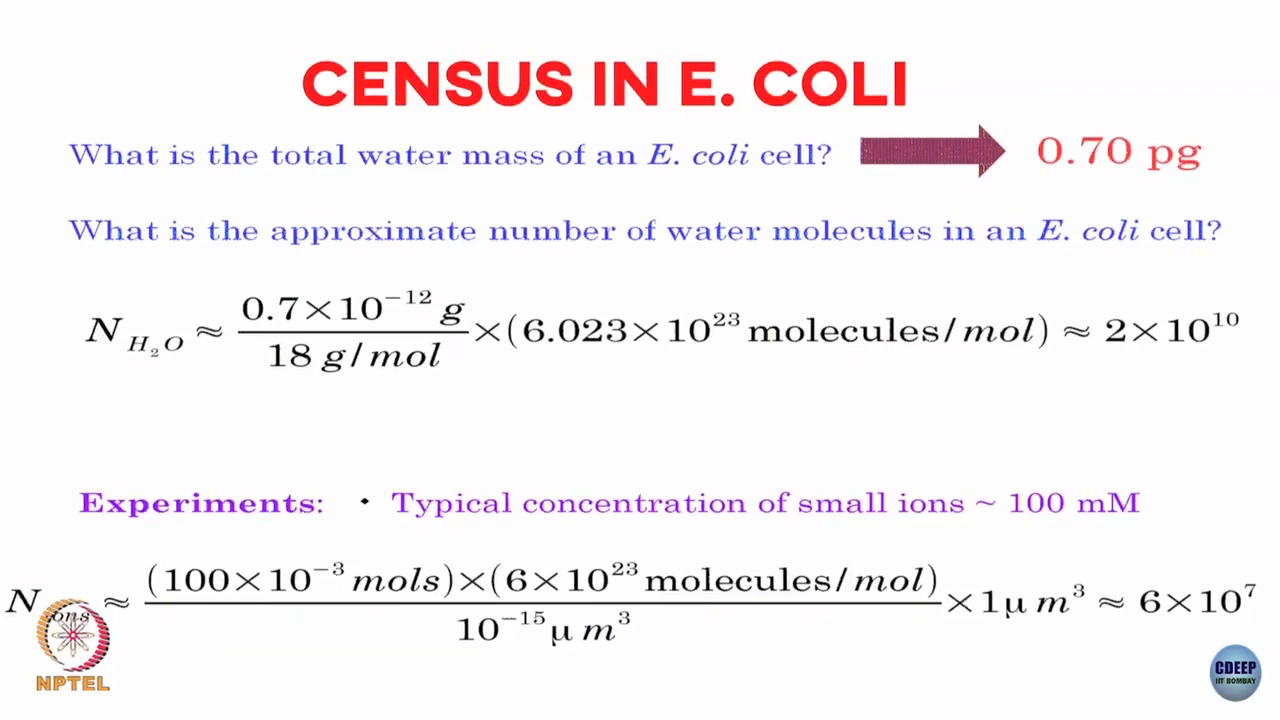 CENSUS IN E. COLI
What is the total water mass of an E. coli cell? 0.70 pg
What is the approximate number of water molecules in an E. coli cell?
N_{H_2O} ≈ \frac{0.7×10^{-12} g}{18 g/mol} ×(6.023×10^{23} molecules/mol) ≈ 2×10^{10}
Experiments: · Typical concentration of small ions ~ 100 mM
N_{ions} ≈ \frac{(100×10^{-3} mols)×(6×10^{23} molecules/mol)}{10^{-15} μ m^3} ×1μ m^3 ≈ 6×10^7
NPTEL
CDEEP
IIT BOMBAY